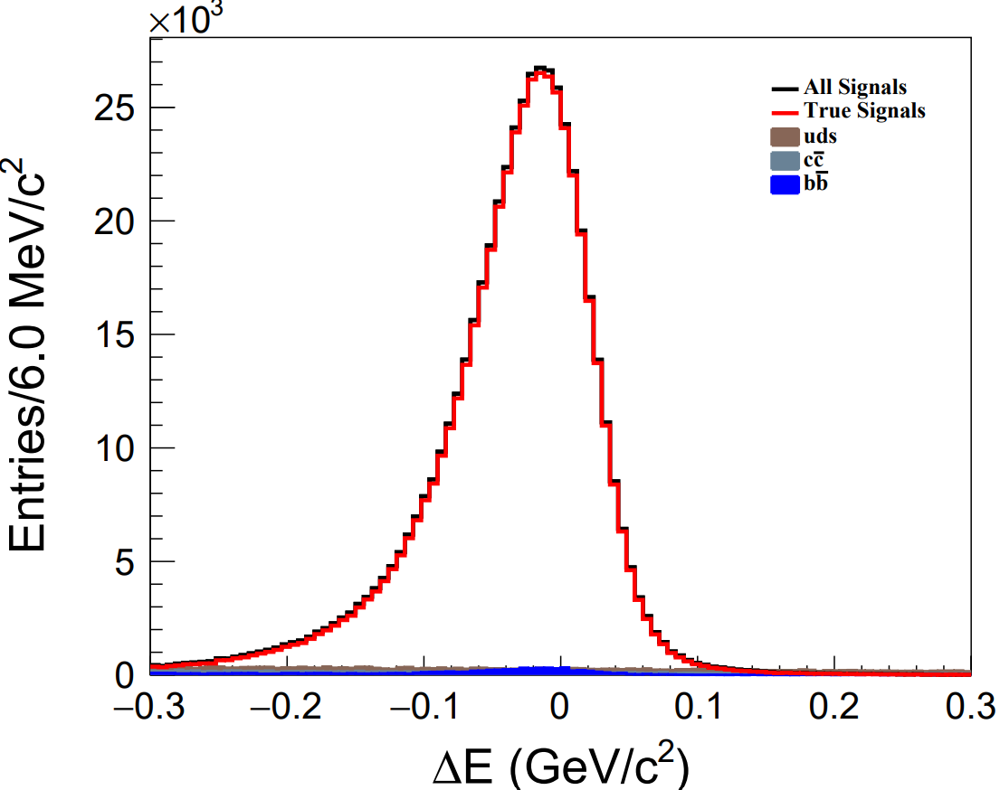 ×10³
25
20
15
10
5
0
−0.3 −0.2 −0.1 0 0.1 0.2 0.3
Entries/6.0 MeV/c²
ΔE (GeV/c²)
All Signals
True Signals
uds
cc̅
bb̅